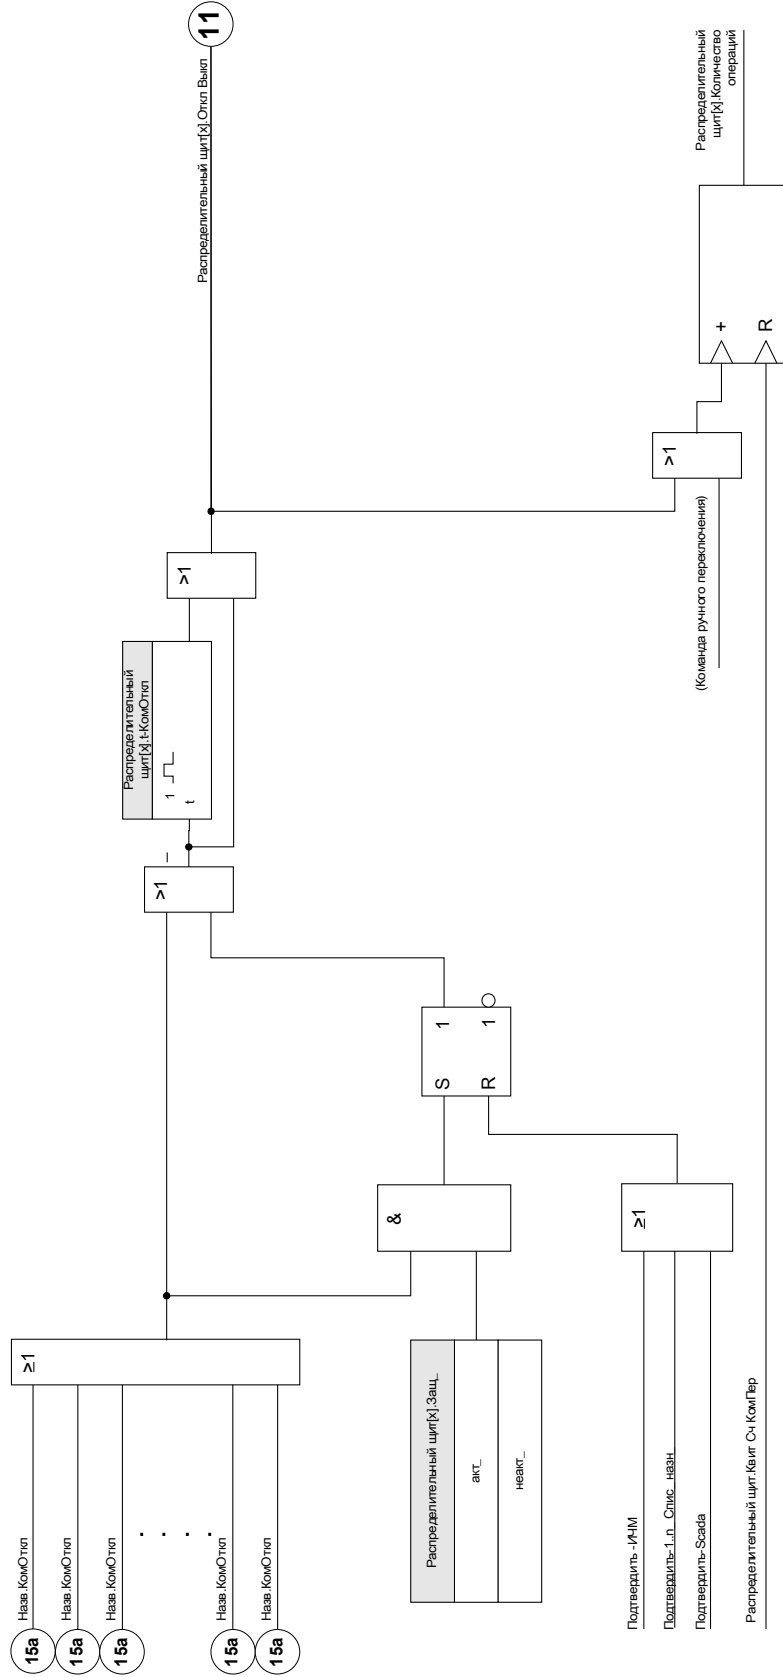 15a
Назв.КомОткл
15a
Назв.КомОткл
15a
Назв.КомОткл
. . . .
15a
Назв.КомОткл
15a
Назв.КомОткл
≥1
Распределительный щит[x].Защ_
акт_
неакт_
&
Подтвердить -ИЧМ
Подтвердить-1..n Спис назн
Подтвердить-Scada
≥1
S
R
1
1
>1
Распределительный
щит[x].t-КомОткл
1
t
>1
Распределительный щит[x].Откл Выкл
11
(Команда ручного переключения)
>1
Распределительный щит.Квит Сч КомПер
+
R
Распределительный
щит[x].Количество
операций